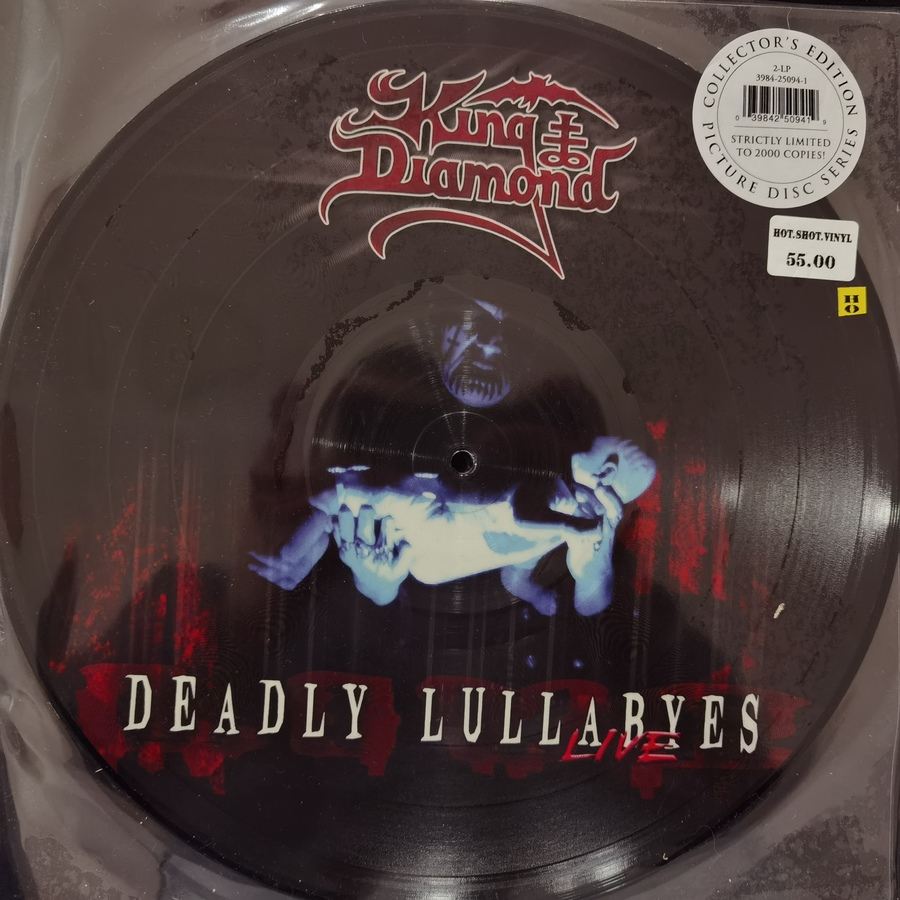 COLLECTOR'S EDITION
2-LP
3984-25094-1
0 39842 50941 9
STRICTLY LIMITED
TO 2000 COPIES!
PICTURE DISC SERIES
King
Diamond
HOT.SHOT.VINYL
55.00
HO
DEADLY LULLABYES
LIVE